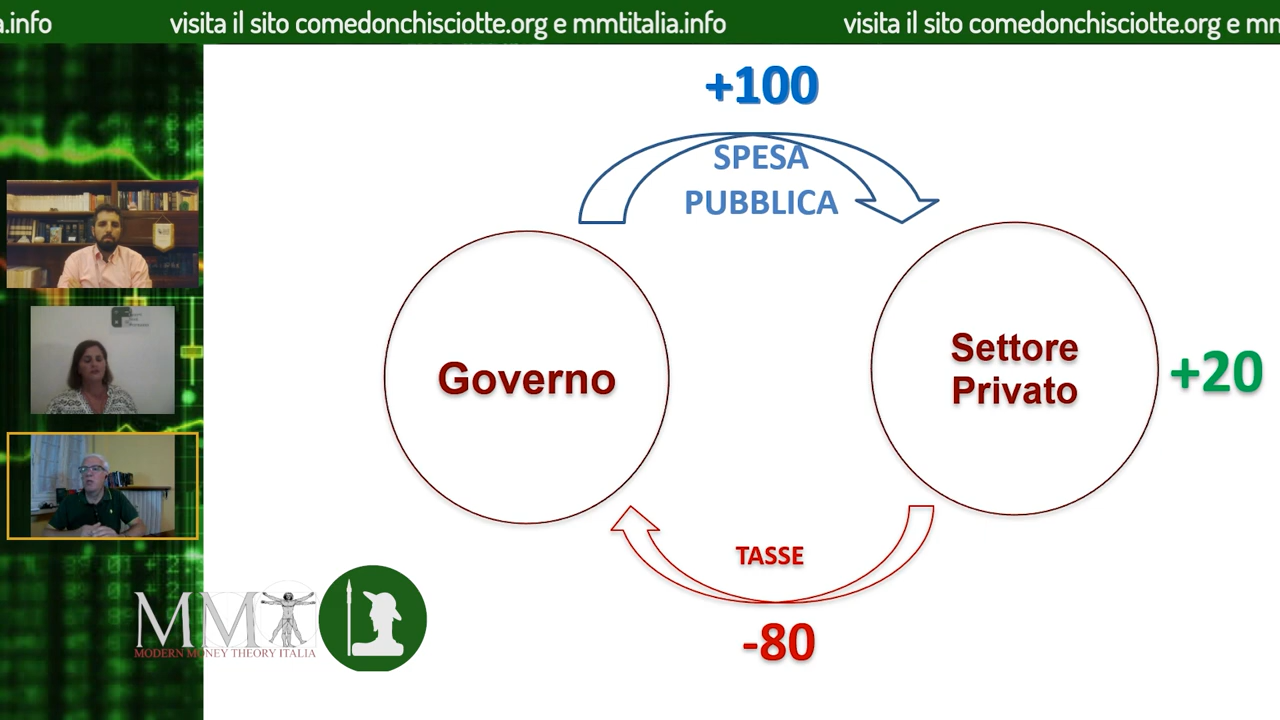 a.info
visita il sito comedonchisciotte.org e mmtitalia.info
visita il sito comedonchisciotte.org e mm
+100
SPESA
PUBBLICA
Governo
Settore
Privato
+20
TASSE
-80
MM
MODERN MONEY THEORY ITALIA